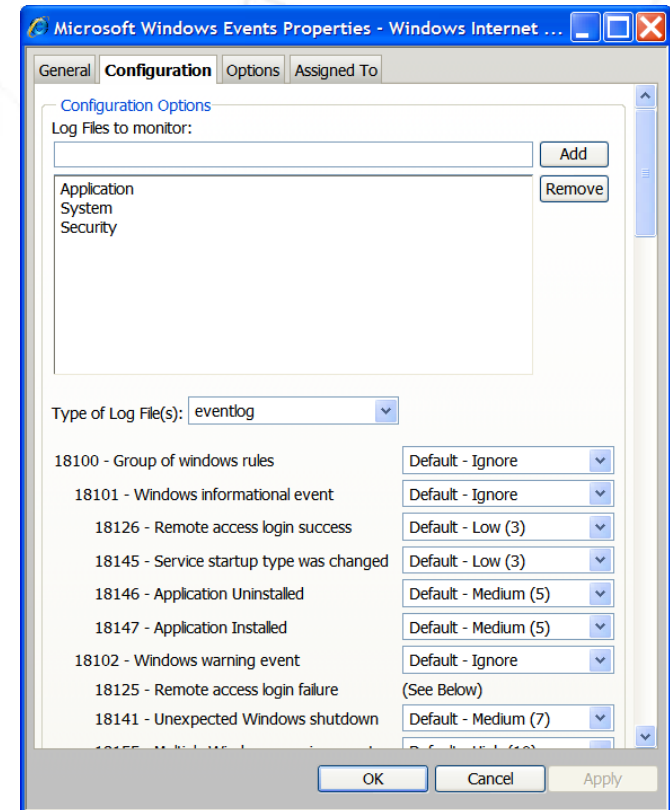 Microsoft Windows Events Properties - Windows Internet ...
General Configuration Options Assigned To
Configuration Options
Log Files to monitor:
Add
Application
System
Security
Remove
Type of Log File(s): eventlog
18100 - Group of windows rules Default - Ignore
18101 - Windows informational event Default - Ignore
18126 - Remote access login success Default - Low (3)
18145 - Service startup type was changed Default - Low (3)
18146 - Application Uninstalled Default - Medium (5)
18147 - Application Installed Default - Medium (5)
18102 - Windows warning event Default - Ignore
18125 - Remote access login failure (See Below)
18141 - Unexpected Windows shutdown Default - Medium (7)
OK Cancel Apply